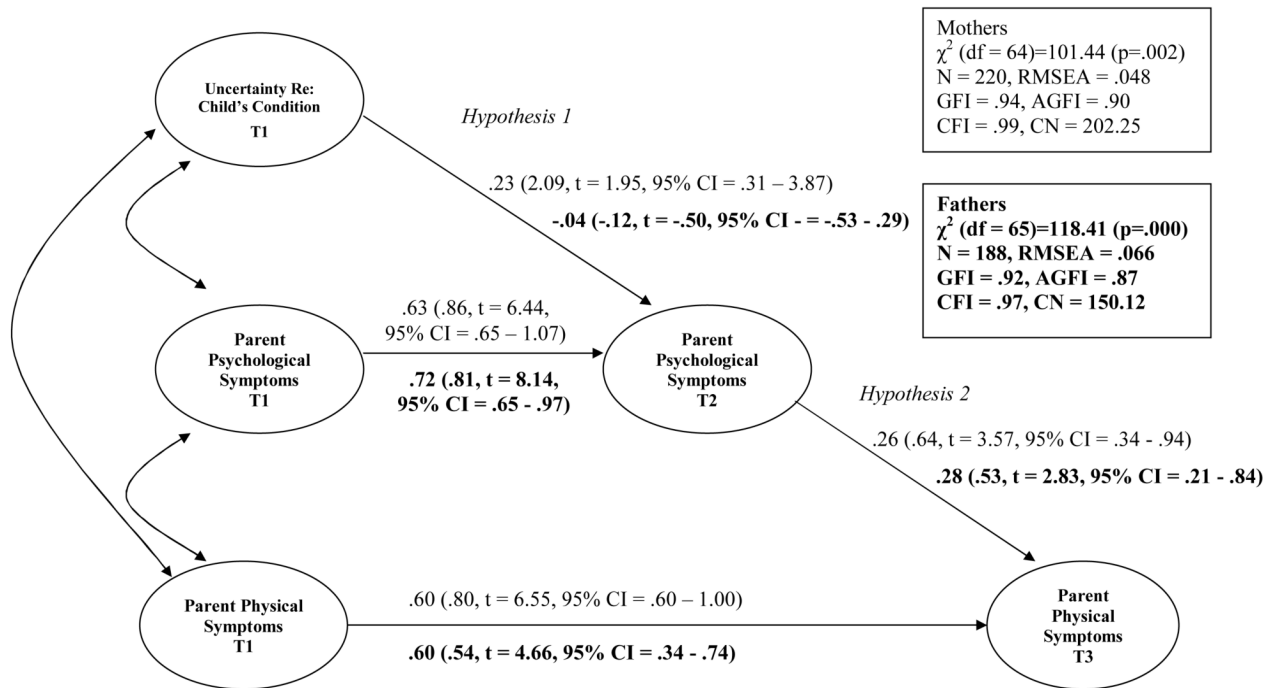 Mothers
χ² (df = 64)=101.44 (p=.002)
N = 220, RMSEA = .048
GFI = .94, AGFI = .90
CFI = .99, CN = 202.25
Uncertainty Re:
Child's Condition
T1
Hypothesis 1
.23 (2.09, t = 1.95, 95% CI = .31 – 3.87)
-.04 (-.12, t = -.50, 95% CI - = -.53 - .29)
Fathers
χ² (df = 65)=118.41 (p=.000)
N = 188, RMSEA = .066
GFI = .92, AGFI = .87
CFI = .97, CN = 150.12
Parent
Psychological
Symptoms
T1
.63 (.86, t = 6.44,
95% CI = .65 – 1.07)
.72 (.81, t = 8.14,
95% CI = .65 - .97)
Parent
Psychological
Symptoms
T2
Hypothesis 2
.26 (.64, t = 3.57, 95% CI = .34 - .94)
.28 (.53, t = 2.83, 95% CI = .21 - .84)
Parent Physical
Symptoms
T1
.60 (.80, t = 6.55, 95% CI = .60 – 1.00)
.60 (.54, t = 4.66, 95% CI = .34 - .74)
Parent
Physical
Symptoms
T3